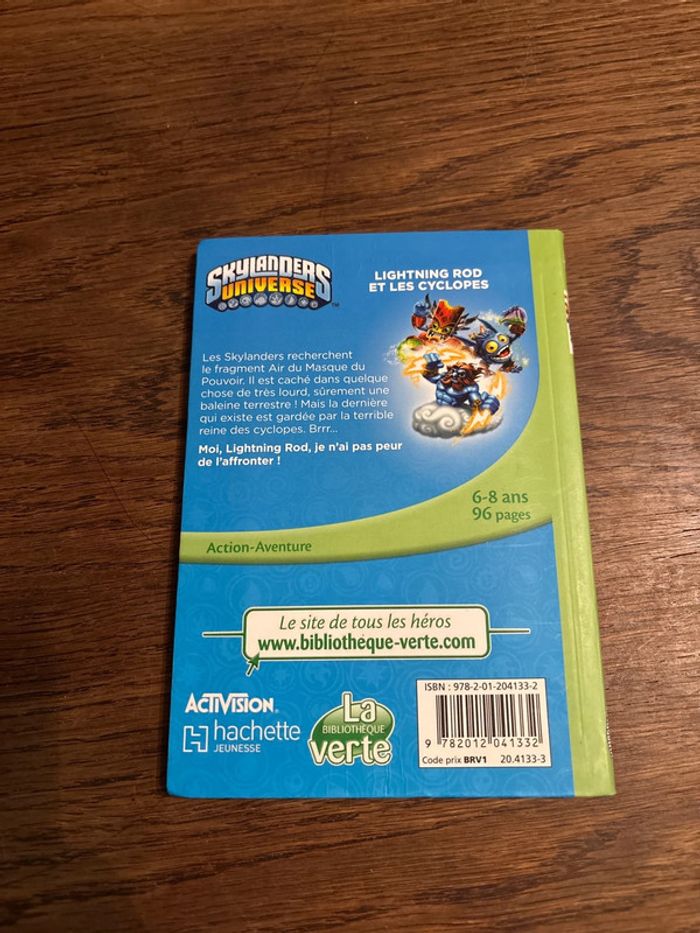 SKYLANDERS
UNIVERSE
™
LIGHTNING ROD
ET LES CYCLOPES
Les Skylanders recherchent
le fragment Air du Masque du
Pouvoir. Il est caché dans quelque
chose de très lourd, sûrement une
baleine terrestre ! Mais la dernière
qui existe est gardée par la terrible
reine des cyclopes. Brrr...
Moi, Lightning Rod, je n'ai pas peur
de l'affronter !
6-8 ans
96 pages
Action-Aventure
Le site de tous les héros
www.bibliotheque-verte.com
ACTIVISION
hachette
JEUNESSE
La
BIBLIOTHÈQUE
verte
ISBN : 978-2-01-204133-2
9 782012 041332
Code prix BRV1 20.4133-3